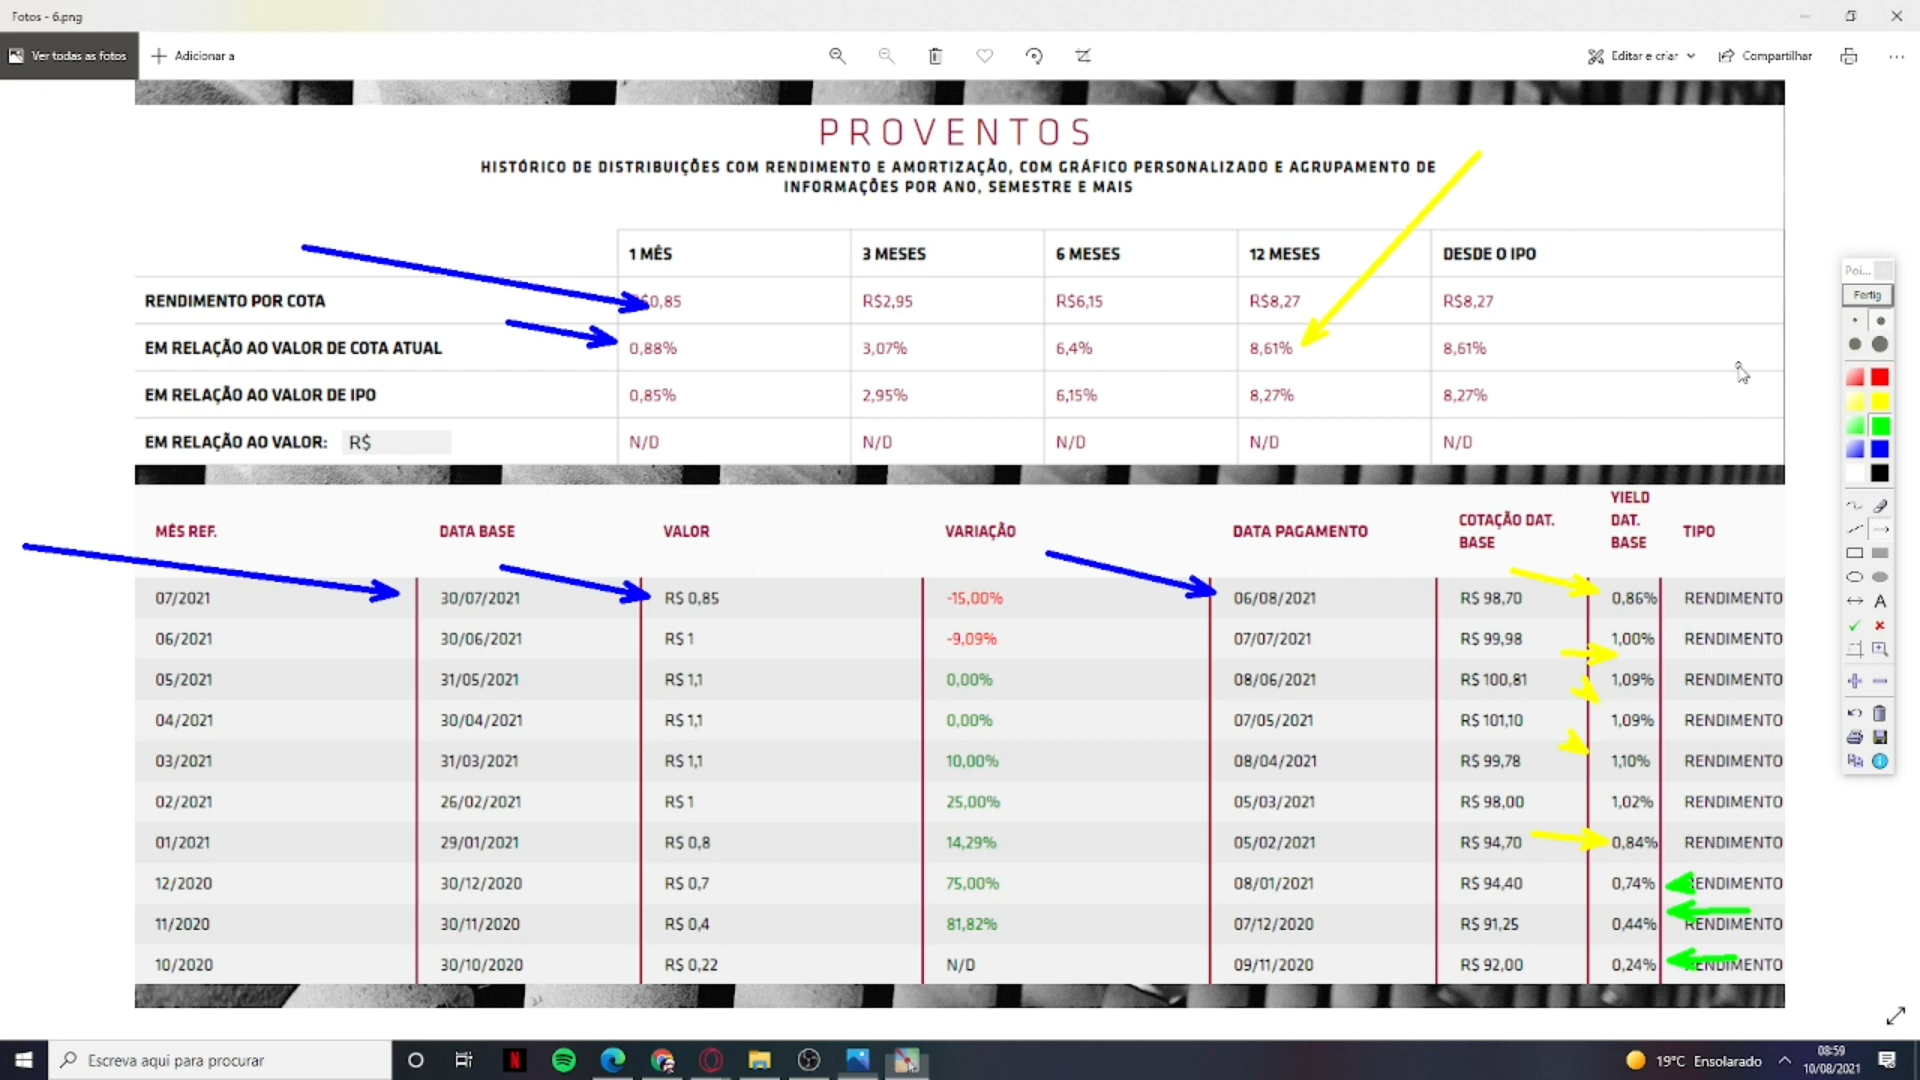 Fotos - 6.png
Ver todas as fotos
Adicionar a
Editar e criar
Compartilhar
PROVENTOS
HISTÓRICO DE DISTRIBUIÇÕES COM RENDIMENTO E AMORTIZAÇÃO, COM GRÁFICO PERSONALIZADO E AGRUPAMENTO DE
INFORMAÇÕES POR ANO, SEMESTRE E MAIS
1 MÊS 3 MESES 6 MESES 12 MESES DESDE O IPO
RENDIMENTO POR COTA R$0,85 R$2,95 R$6,15 R$8,27 R$8,27
EM RELAÇÃO AO VALOR DE COTA ATUAL 0,88% 3,07% 6,4% 8,61% 8,61%
EM RELAÇÃO AO VALOR DE IPO 0,85% 2,95% 6,15% 8,27% 8,27%
EM RELAÇÃO AO VALOR: R$ N/D N/D N/D N/D N/D
MÊS REF. DATA BASE VALOR VARIAÇÃO DATA PAGAMENTO COTAÇÃO DAT. BASE YIELD DAT. BASE TIPO
07/2021 30/07/2021 R$ 0,85 -15,00% 06/08/2021 R$ 98,70 0,86% RENDIMENTO
06/2021 30/06/2021 R$ 1 -9,09% 07/07/2021 R$ 99,98 1,00% RENDIMENTO
05/2021 31/05/2021 R$ 1,1 0,00% 08/06/2021 R$ 100,81 1,09% RENDIMENTO
04/2021 30/04/2021 R$ 1,1 0,00% 07/05/2021 R$ 101,10 1,09% RENDIMENTO
03/2021 31/03/2021 R$ 1,1 10,00% 08/04/2021 R$ 99,78 1,10% RENDIMENTO
02/2021 26/02/2021 R$ 1 25,00% 05/03/2021 R$ 98,00 1,02% RENDIMENTO
01/2021 29/01/2021 R$ 0,8 14,29% 05/02/2021 R$ 94,70 0,84% RENDIMENTO
12/2020 30/12/2020 R$ 0,7 75,00% 08/01/2021 R$ 94,40 0,74% RENDIMENTO
11/2020 30/11/2020 R$ 0,4 81,82% 07/12/2020 R$ 91,25 0,44% RENDIMENTO
10/2020 30/10/2020 R$ 0,22 N/D 09/11/2020 R$ 92,00 0,24% RENDIMENTO
Poi...
Fertig
A
Escreva aqui para procurar
19°C Ensolarado
08:59
10/08/2021